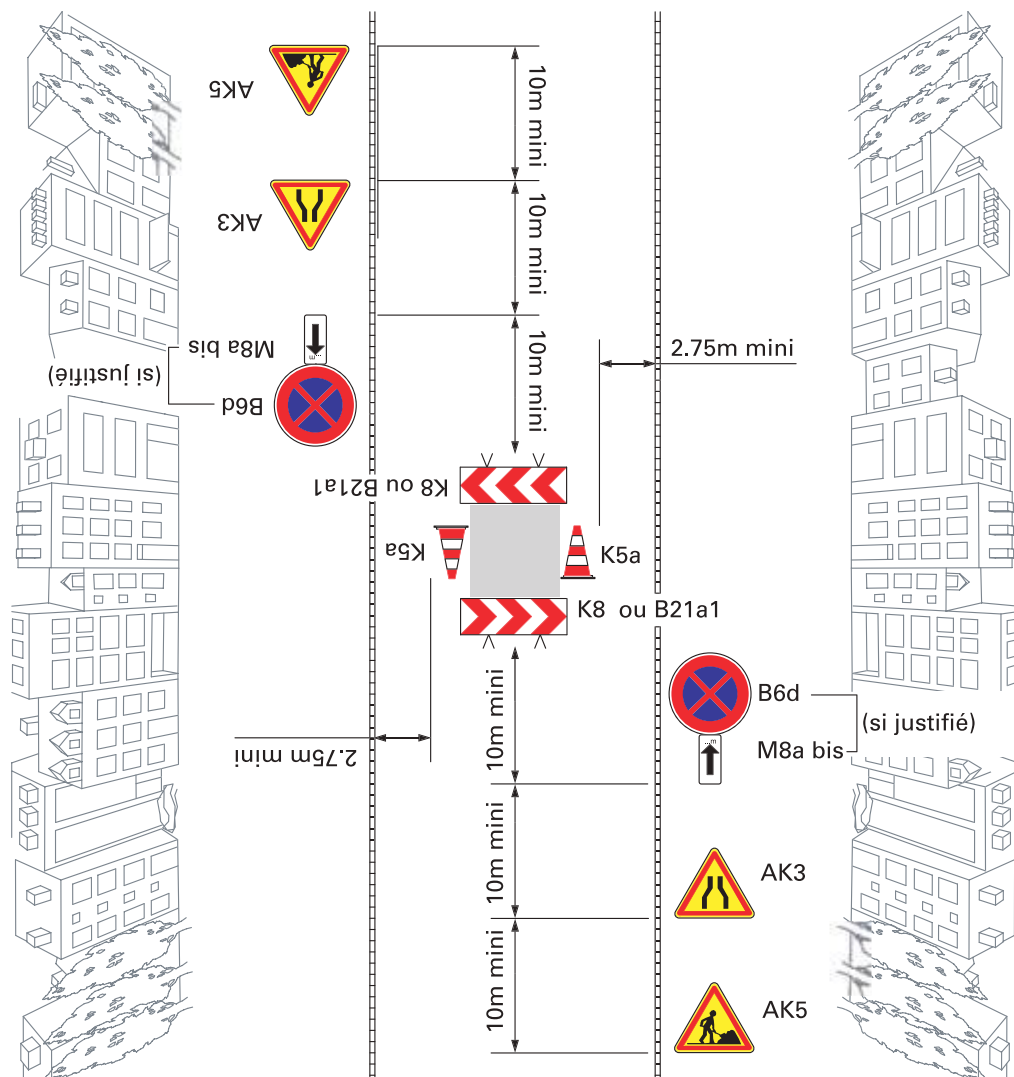 AK5
10m mini
AK3
10m mini
M8a bis
(si justifié)
B6d
10m mini
2.75m mini
K8 ou B21a1
K5a
K5a
K8 ou B21a1
B6d
(si justifié)
M8a bis
2.75m mini
10m mini
10m mini
AK3
10m mini
AK5